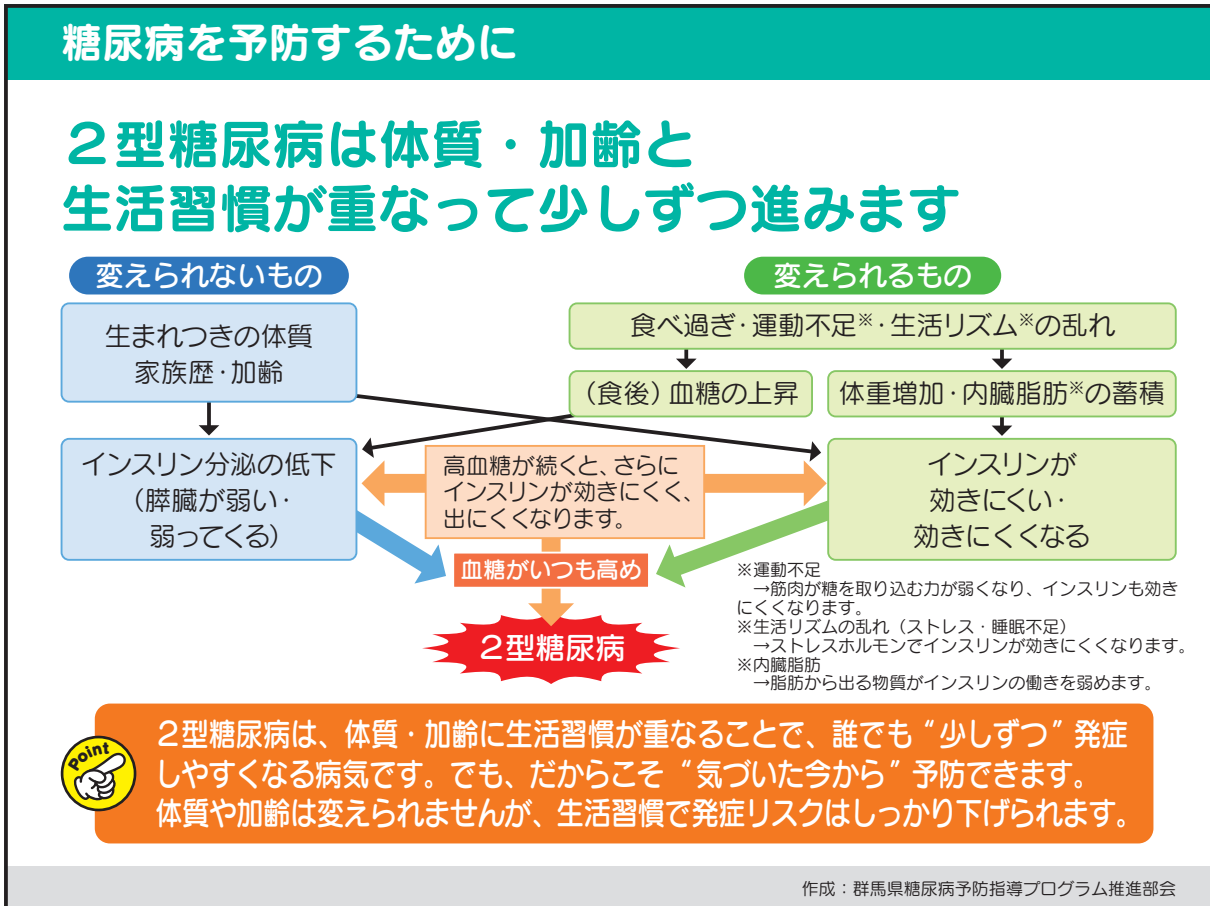 糖尿病を予防するために
２型糖尿病は体質・加齢と
生活習慣が重なって少しずつ進みます
変えられないもの
生まれつきの体質
家族歴・加齢
変えられるもの
食べ過ぎ・運動不足※・生活リズム※の乱れ
（食後）血糖の上昇
体重増加・内臓脂肪※の蓄積
インスリン分泌の低下
（膵臓が弱い・
弱ってくる）
高血糖が続くと、さらに
インスリンが効きにくく、
出にくくなります。
インスリンが
効きにくい・
効きにくくなる
血糖がいつも高め
２型糖尿病
※運動不足
→筋肉が糖を取り込む力が弱くなり、インスリンも効き
にくくなります。
※生活リズムの乱れ（ストレス・睡眠不足）
→ストレスホルモンでインスリンが効きにくくなります。
※内臓脂肪
→脂肪から出る物質がインスリンの働きを弱めます。
Point
２型糖尿病は、体質・加齢に生活習慣が重なることで、誰でも“少しずつ”発症
しやすくなる病気です。でも、だからこそ“気づいた今から”予防できます。
体質や加齢は変えられませんが、生活習慣で発症リスクはしっかり下げられます。
作成：群馬県糖尿病予防指導プログラム推進部会